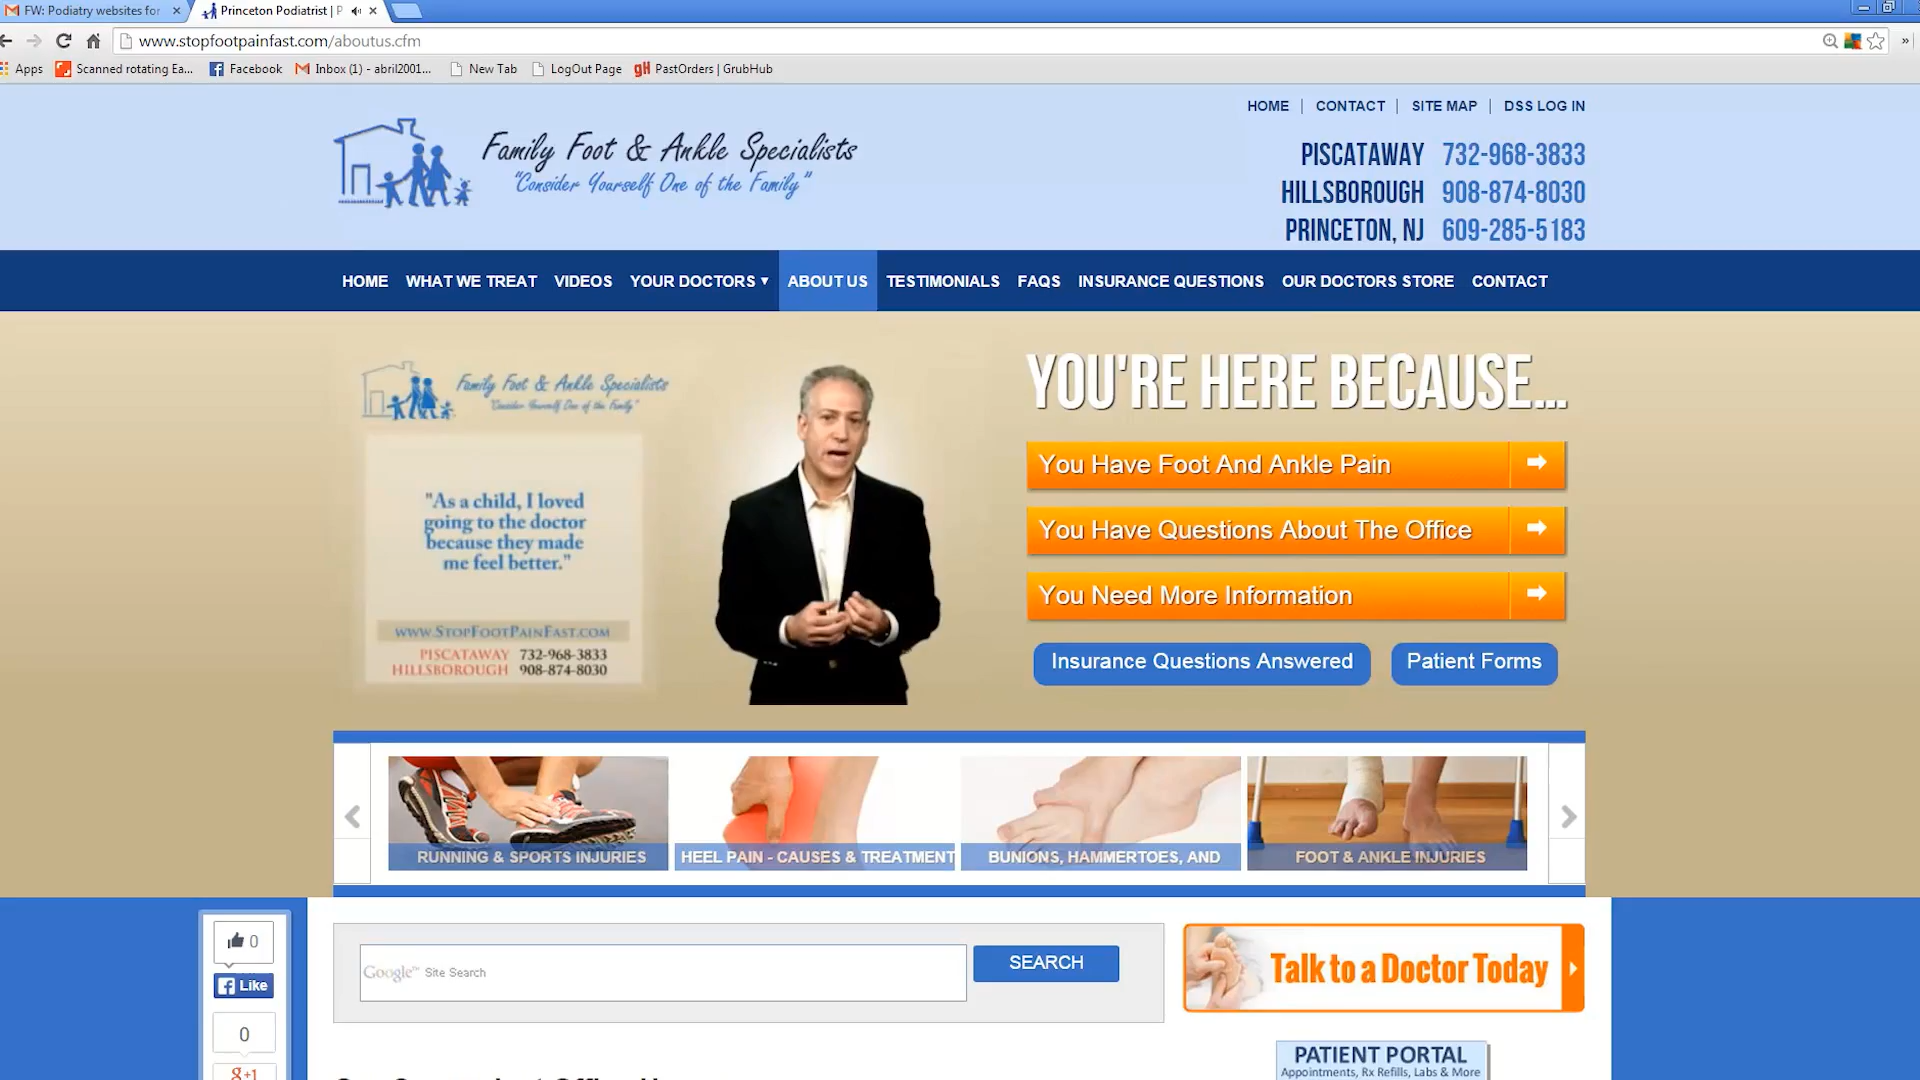 FW: Podiatry websites for
Princeton Podiatrist | P
www.stopfootpainfast.com/aboutus.cfm
Apps
Scanned rotating Ea...
Facebook
Inbox (1) - abril2001...
New Tab
LogOut Page
PastOrders | GrubHub
HOME | CONTACT | SITE MAP | DSS LOG IN
Family Foot & Ankle Specialists
"Consider Yourself One of the Family"
PISCATAWAY 732-968-3833
HILLSBOROUGH 908-874-8030
PRINCETON, NJ 609-285-5183
HOME WHAT WE TREAT VIDEOS YOUR DOCTORS ▾ ABOUT US TESTIMONIALS FAQS INSURANCE QUESTIONS OUR DOCTORS STORE CONTACT
Family Foot & Ankle Specialists
"Consider Yourself One of the Family"
"As a child, I loved
going to the doctor
because they made
me feel better."
WWW.STOPFOOTPAINFAST.COM
PISCATAWAY 732-968-3833
HILLSBOROUGH 908-874-8030
YOU'RE HERE BECAUSE...
You Have Foot And Ankle Pain
You Have Questions About The Office
You Need More Information
Insurance Questions Answered
Patient Forms
RUNNING & SPORTS INJURIES
HEEL PAIN - CAUSES & TREATMENT
BUNIONS, HAMMERTOES, AND
FOOT & ANKLE INJURIES
0
Like
0
g+1
Google™ Site Search
SEARCH
Talk to a Doctor Today
PATIENT PORTAL
Appointments, Rx Refills, Labs & More